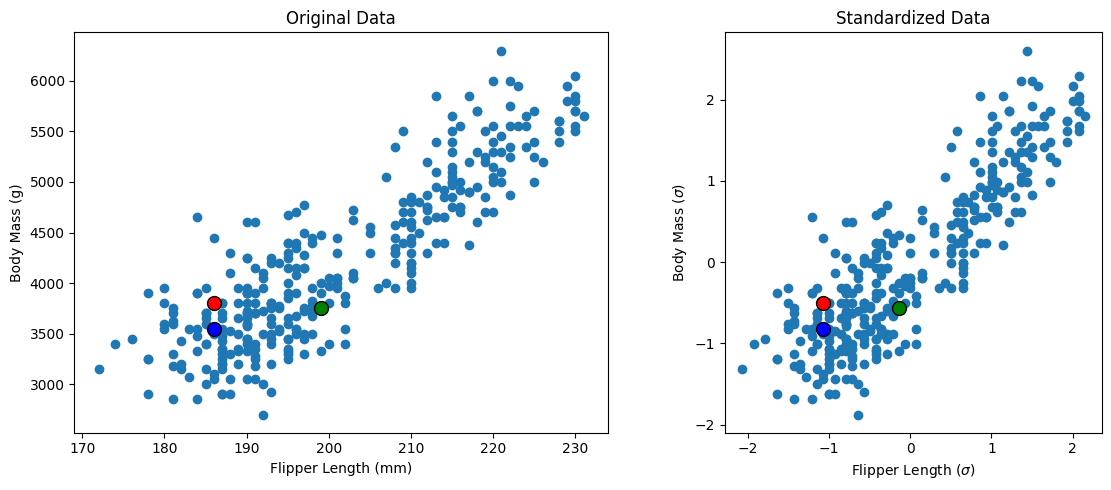 Original Data
Body Mass (g)
6000
5500
5000
4500
4000
3500
3000
170 180 190 200 210 220 230
Flipper Length (mm)
Standardized Data
Body Mass (σ)
2
1
0
−1
−2
−2 −1 0 1 2
Flipper Length (σ)